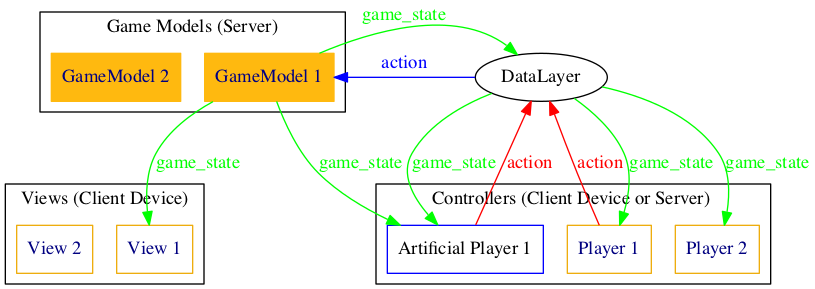 game_state
Game Models (Server)
GameModel 2
GameModel 1
action
DataLayer
game_state
game_state
game_state
action
action
game_state
game_state
Views (Client Device)
Controllers (Client Device or Server)
View 2
View 1
Artificial Player 1
Player 1
Player 2